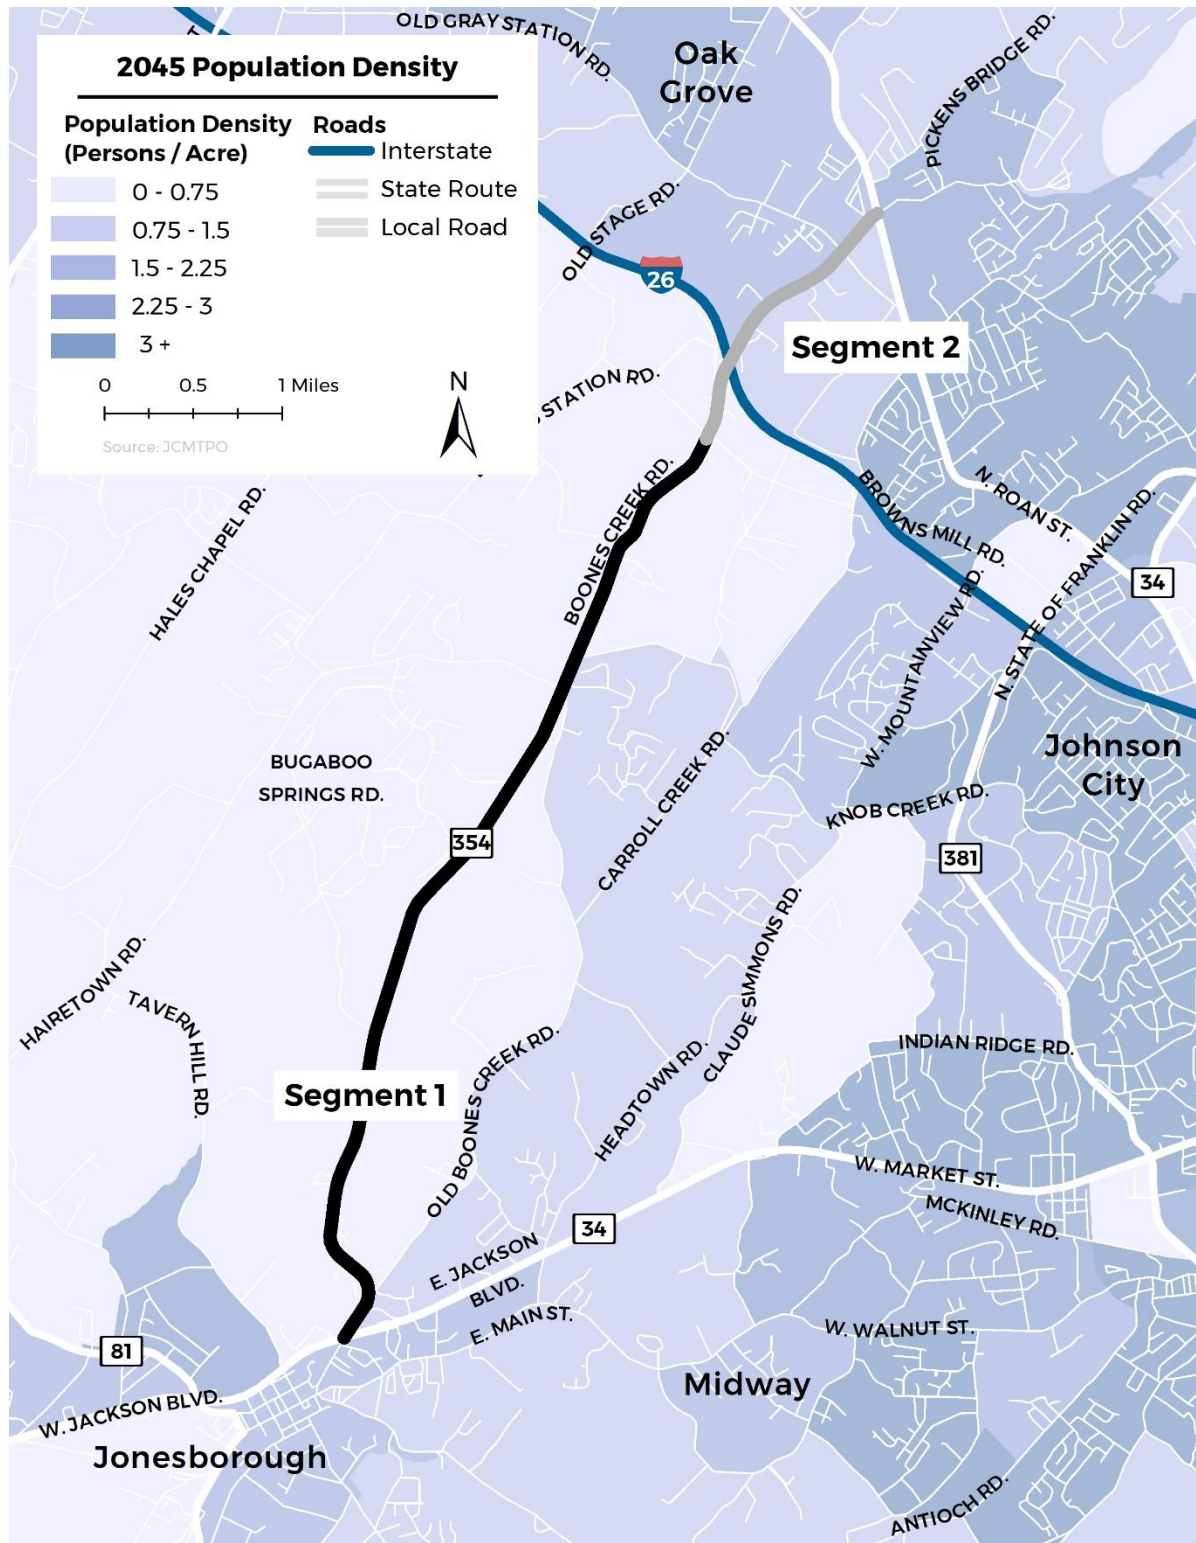 OLD GRAY STATION RD.
Oak
Grove
PICKENS BRIDGE RD.
2045 Population Density
Population Density
(Persons / Acre)
0 - 0.75
0.75 - 1.5
1.5 - 2.25
2.25 - 3
3 +
Roads
Interstate
State Route
Local Road
0 0.5 1 Miles
N
Source: JCMTPO
OLD STAGE RD.
26
Segment 2
STATION RD.
BOONES CREEK RD.
BROWNS MILL RD.
N. ROAN ST.
N. STATE OF FRANKLIN RD.
34
HALES CHAPEL RD.
W. MOUNTAINVIEW RD.
Johnson
City
BUGABOO
SPRINGS RD.
CARROLL CREEK RD.
KNOB CREEK RD.
354
381
CLAUDE SIMMONS RD.
HAIRETOWN RD.
TAVERN HILL RD.
INDIAN RIDGE RD.
Segment 1
OLD BOONES CREEK RD.
HEADTOWN RD.
W. MARKET ST.
MCKINLEY RD.
34
E. JACKSON
BLVD.
E. MAIN ST.
W. WALNUT ST.
81
Midway
W. JACKSON BLVD.
Jonesborough
ANTIOCH RD.